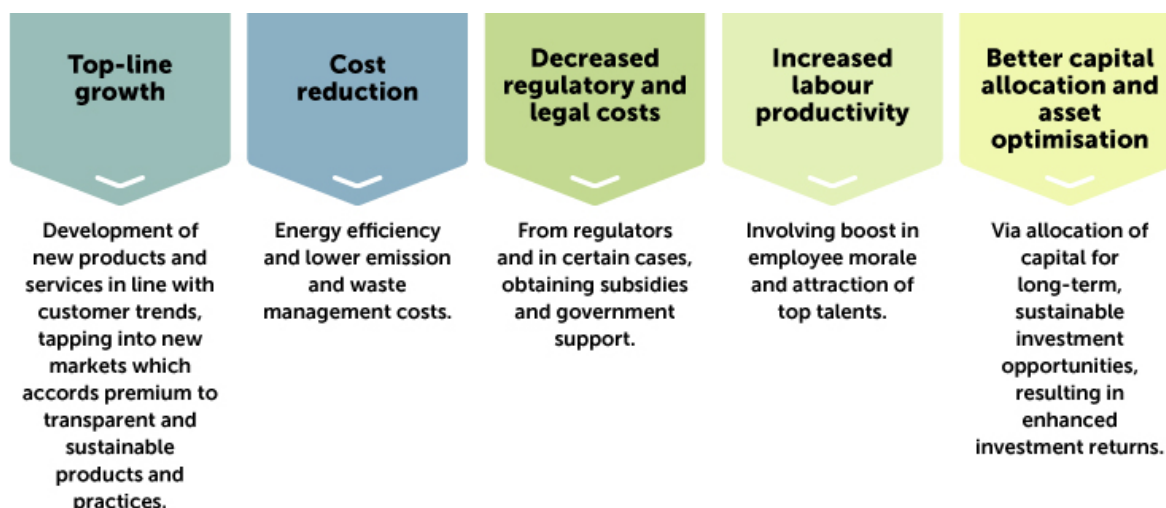 Top-line
growth
Development of
new products and
services in line with
customer trends,
tapping into new
markets which
accords premium to
transparent and
sustainable
products and
practices.
Cost
reduction
Energy efficiency
and lower emission
and waste
management costs.
Decreased
regulatory and
legal costs
From regulators
and in certain cases,
obtaining subsidies
and government
support.
Increased
labour
productivity
Involving boost in
employee morale
and attraction of
top talents.
Better capital
allocation and
asset
optimisation
Via allocation of
capital for
long-term,
sustainable
investment
opportunities,
resulting in
enhanced
investment returns.